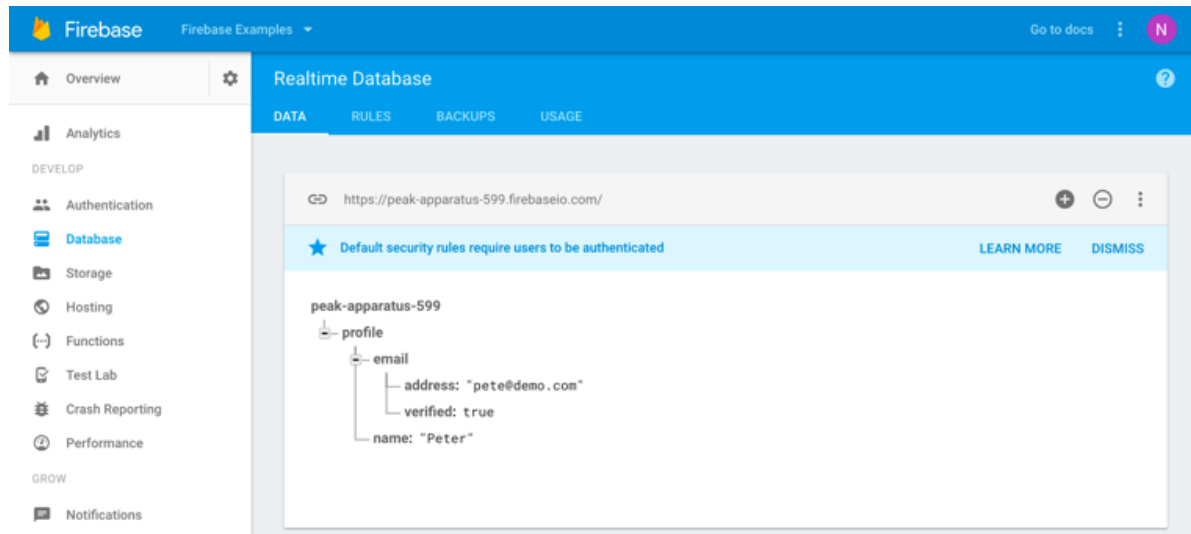 Firebase
Firebase Examples
Go to docs
N
Overview
Realtime Database
?
DATA
RULES
BACKUPS
USAGE
Analytics
DEVELOP
Authentication
Database
Storage
Hosting
Functions
Test Lab
Crash Reporting
Performance
GROW
Notifications
https://peak-apparatus-599.firebaseio.com/
Default security rules require users to be authenticated
LEARN MORE
DISMISS
peak-apparatus-599
profile
email
address: "pete@demo.com"
verified: true
name: "Peter"